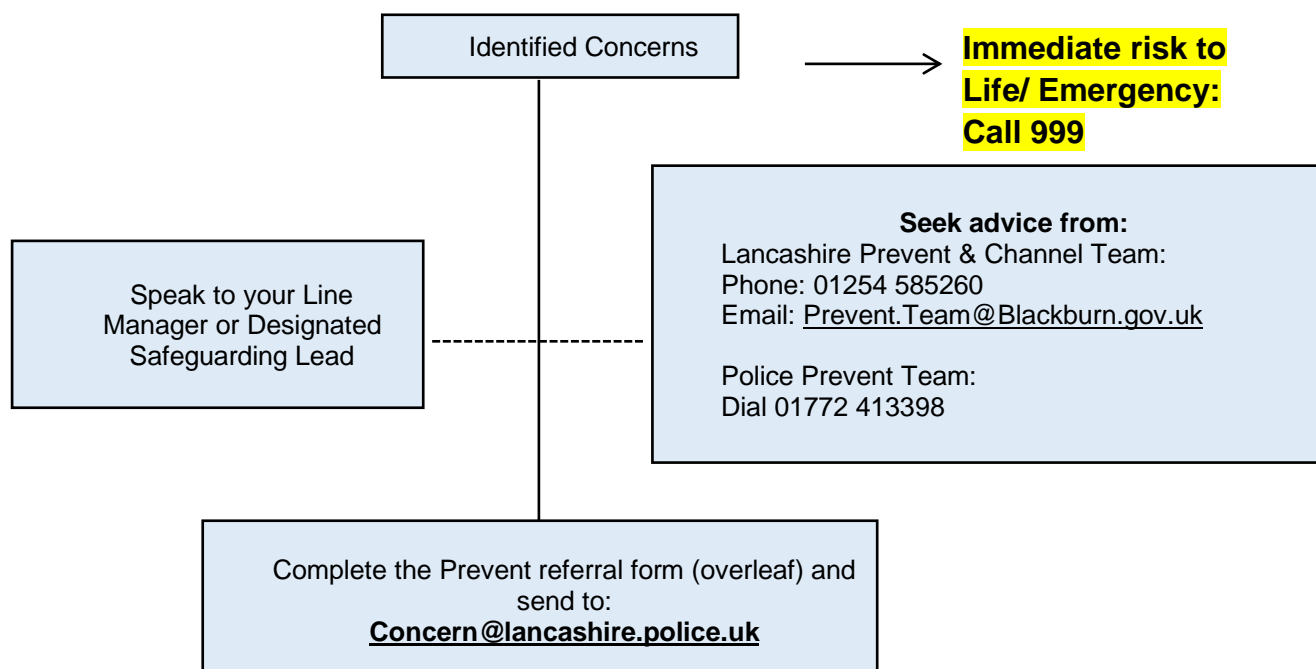 Identified Concerns
Immediate risk to
Life/ Emergency:
Call 999
Speak to your Line
Manager or Designated
Safeguarding Lead
Seek advice from:
Lancashire Prevent & Channel Team:
Phone: 01254 585260
Email: Prevent.Team@Blackburn.gov.uk
Police Prevent Team:
Dial 01772 413398
Complete the Prevent referral form (overleaf) and
send to:
Concern@lancashire.police.uk